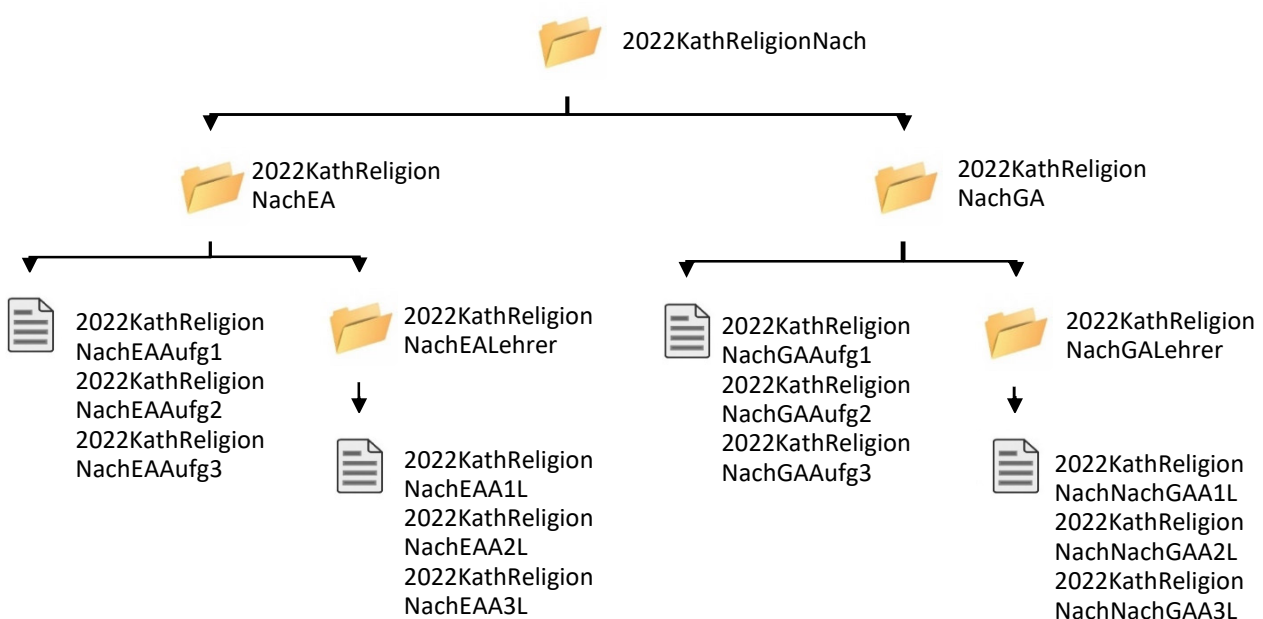 2022KathReligionNach
2022KathReligion
NachEA
2022KathReligion
NachGA
2022KathReligion
NachEAAufg1
2022KathReligion
NachEAAufg2
2022KathReligion
NachEAAufg3
2022KathReligion
NachEALehrer
2022KathReligion
NachEAA1L
2022KathReligion
NachEAA2L
2022KathReligion
NachEAA3L
2022KathReligion
NachGAAufg1
2022KathReligion
NachGAAufg2
2022KathReligion
NachGAAufg3
2022KathReligion
NachGALehrer
2022KathReligion
NachNachGAA1L
2022KathReligion
NachNachGAA2L
2022KathReligion
NachNachGAA3L